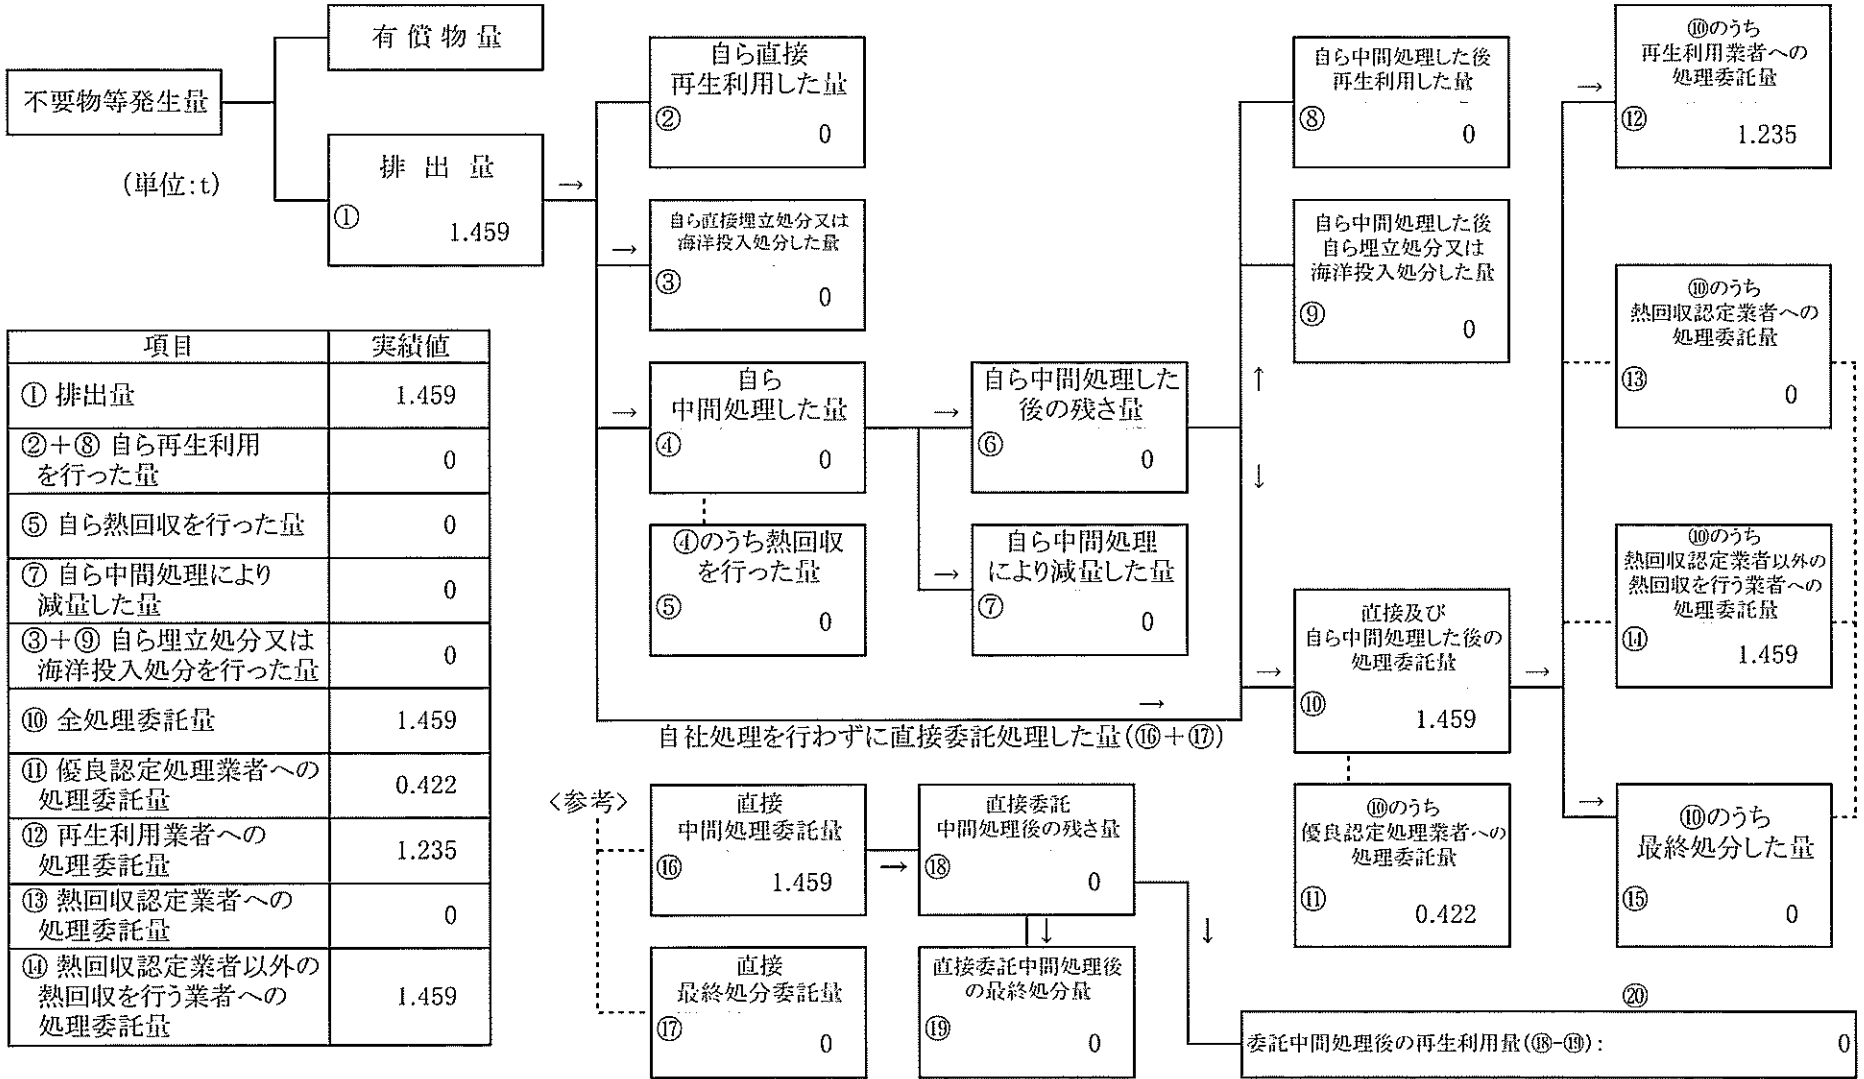 不要物等発生量
(単位:t)
有償物量
排出量
①
1.459
自ら直接
再生利用した量
②
0
自ら直接埋立処分又は
海洋投入処分した量
③
0
自ら
中間処理した量
④
0
④のうち熱回収
を行った量
⑤
0
自ら中間処理した
後の残さ量
⑥
0
自ら中間処理
により減量した量
⑦
0
自ら中間処理した後
再生利用した量
⑧
0
自ら中間処理した後
自ら埋立処分又は
海洋投入処分した量
⑨
0
直接及び
自ら中間処理した後の
処理委託量
⑩
1.459
⑩のうち
優良認定処理業者への
処理委託量
⑪
0.422
⑩のうち
再生利用業者への
処理委託量
⑫
1.235
⑩のうち
熱回収認定業者への
処理委託量
⑬
0
⑩のうち
熱回収認定業者以外の
熱回収を行う業者への
処理委託量
⑭
1.459
⑩のうち
最終処分した量
⑮
0
自社処理を行わずに直接委託処理した量(⑯+⑰)
<参考>
直接
中間処理委託量
⑯
1.459
直接
最終処分委託量
⑰
0
直接委託
中間処理後の残さ量
⑱
0
直接委託中間処理後
の最終処分量
⑲
0
⑳
委託中間処理後の再生利用量(⑱-⑲): 0
項目 実績値
① 排出量 1.459
②+⑧ 自ら再生利用
を行った量 0
⑤ 自ら熱回収を行った量 0
⑦ 自ら中間処理により
減量した量 0
③+⑨ 自ら埋立処分又は
海洋投入処分を行った量 0
⑩ 全処理委託量 1.459
⑪ 優良認定処理業者への
処理委託量 0.422
⑫ 再生利用業者への
処理委託量 1.235
⑬ 熱回収認定業者への
処理委託量 0
⑭ 熱回収認定業者以外の
熱回収を行う業者への
処理委託量 1.459